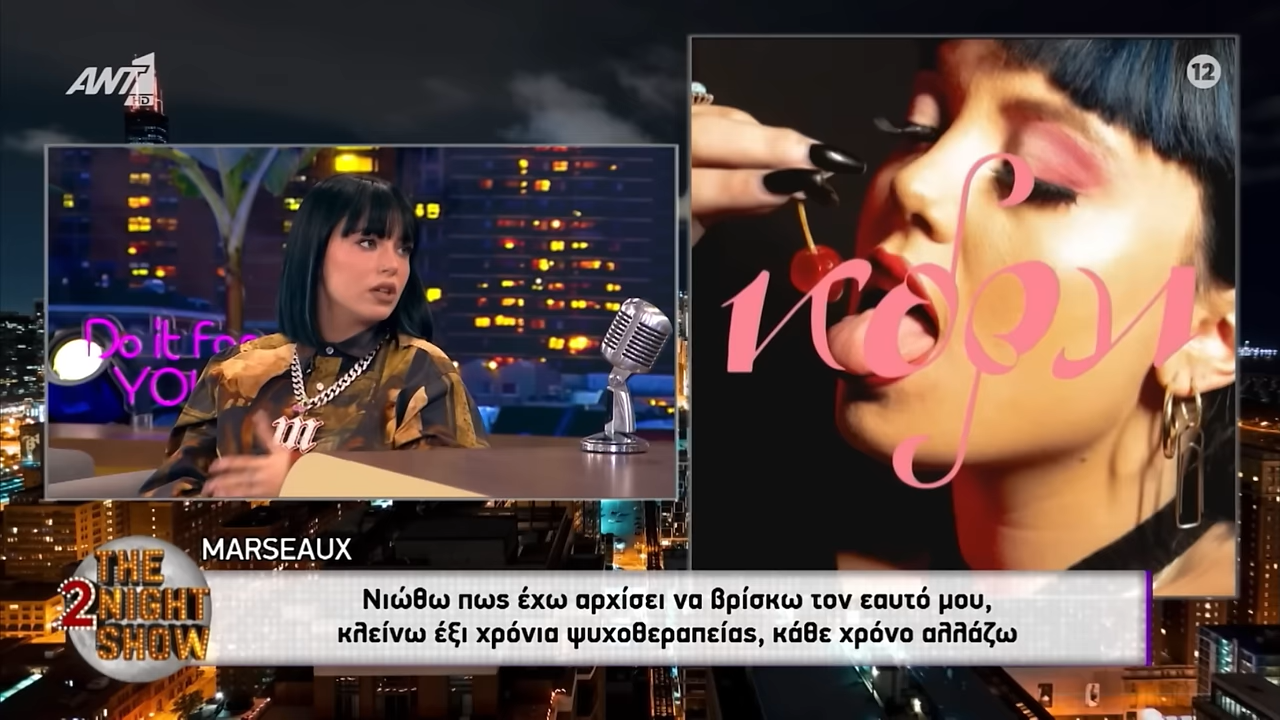 ANT1
HD
12
κόρη
Do it For
YOU
m
MARSEAUX
THE
2NIGHT
SHOW
Νιώθω πως έχω αρχίσει να βρίσκω τον εαυτό μου,
κλείνω έξι χρόνια ψυχοθεραπείας, κάθε χρόνο αλλάζω